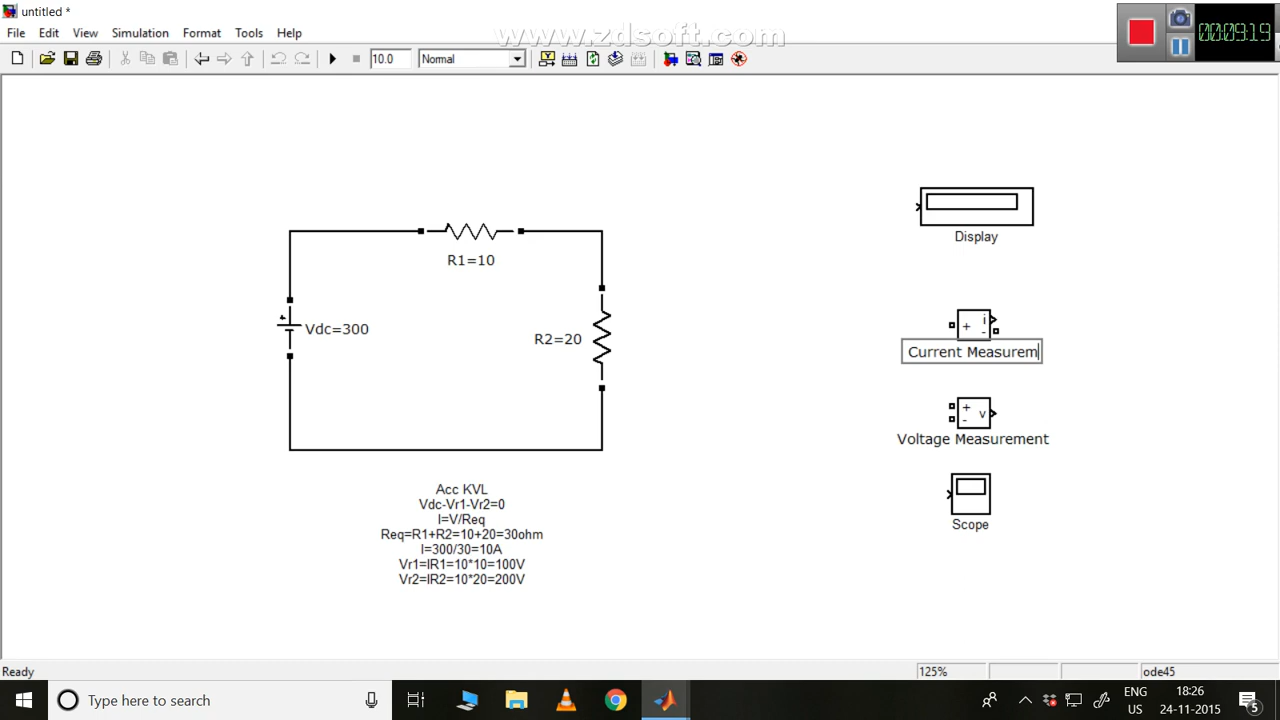 untitled *
www.zdsoft.com
00:09:19
File Edit View Simulation Format Tools Help
10.0 Normal
Display
R1=10
Vdc=300
R2=20
+ i -
Current Measurem
+ - v
Voltage Measurement
Scope
Acc KVL
Vdc-Vr1-Vr2=0
I=V/Req
Req=R1+R2=10+20=30ohm
I=300/30=10A
Vr1=IR1=10*10=100V
Vr2=IR2=10*20=200V
Ready 125% ode45
Type here to search
ENG 18:26
US 24-11-2015 5